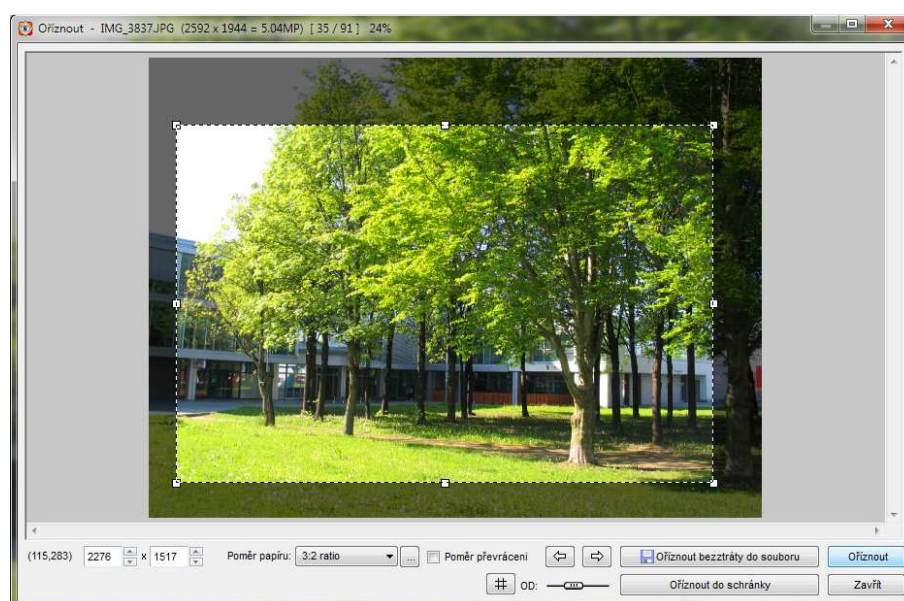 Oříznout - IMG_3837.JPG (2592 x 1944 = 5.04MP) [ 35 / 91 ] 24%
(115,283) 2276 x 1517 Poměr papíru: 3:2 ratio ... Poměr převráceni Oříznout bezztráty do souboru Oříznout
OD: Oříznout do schránky Zavřít